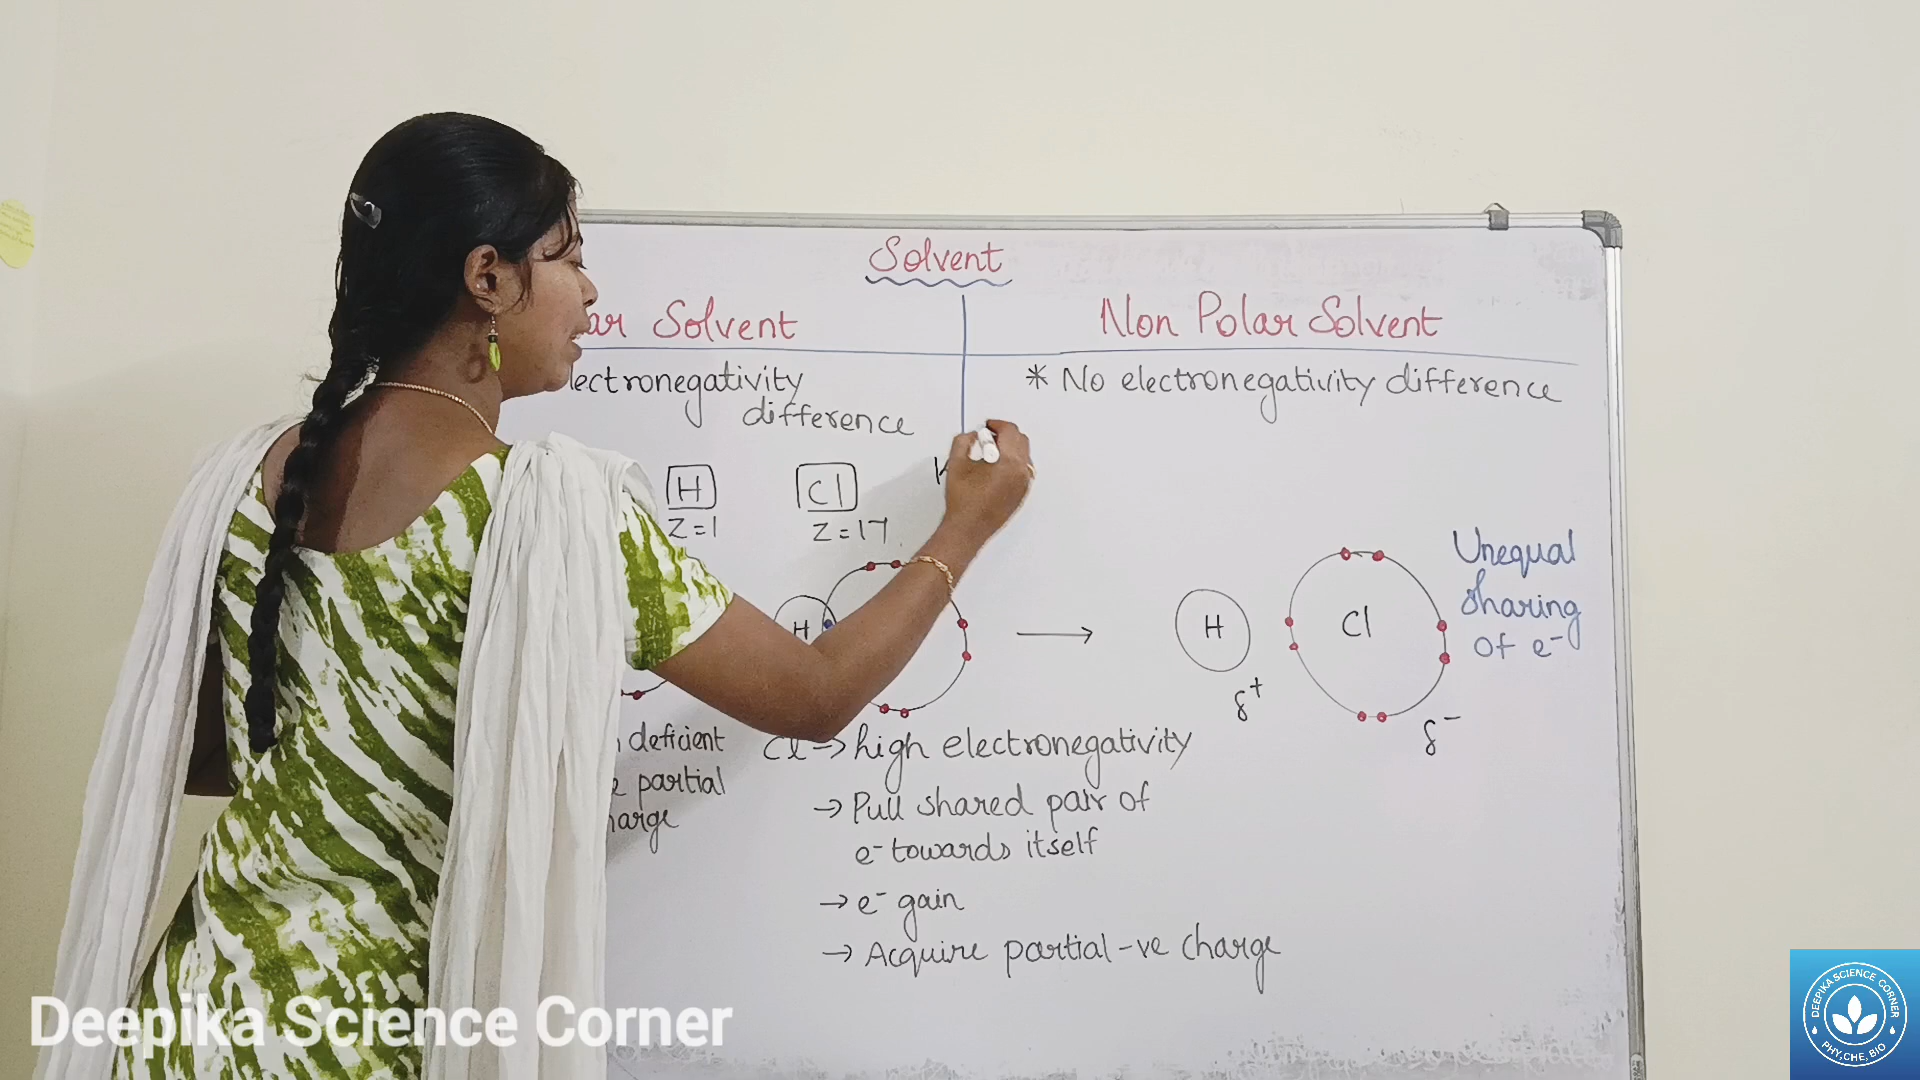 Solvent
ar Solvent
Non Polar Solvent
lectronegativity
difference
* No electronegativity difference
H
Cl
Z=1
Z=17
H
→
H
Cl
Unequal
sharing
of e⁻
δ+
δ−
deficient
partial
harge
Cl → high electronegativity
→ Pull shared pair of
e⁻ towards itself
→ e⁻ gain
→ Acquire partial -ve charge
Deepika Science Corner
DEEPIKA SCIENCE CORNER
PHY, CHE, BIO